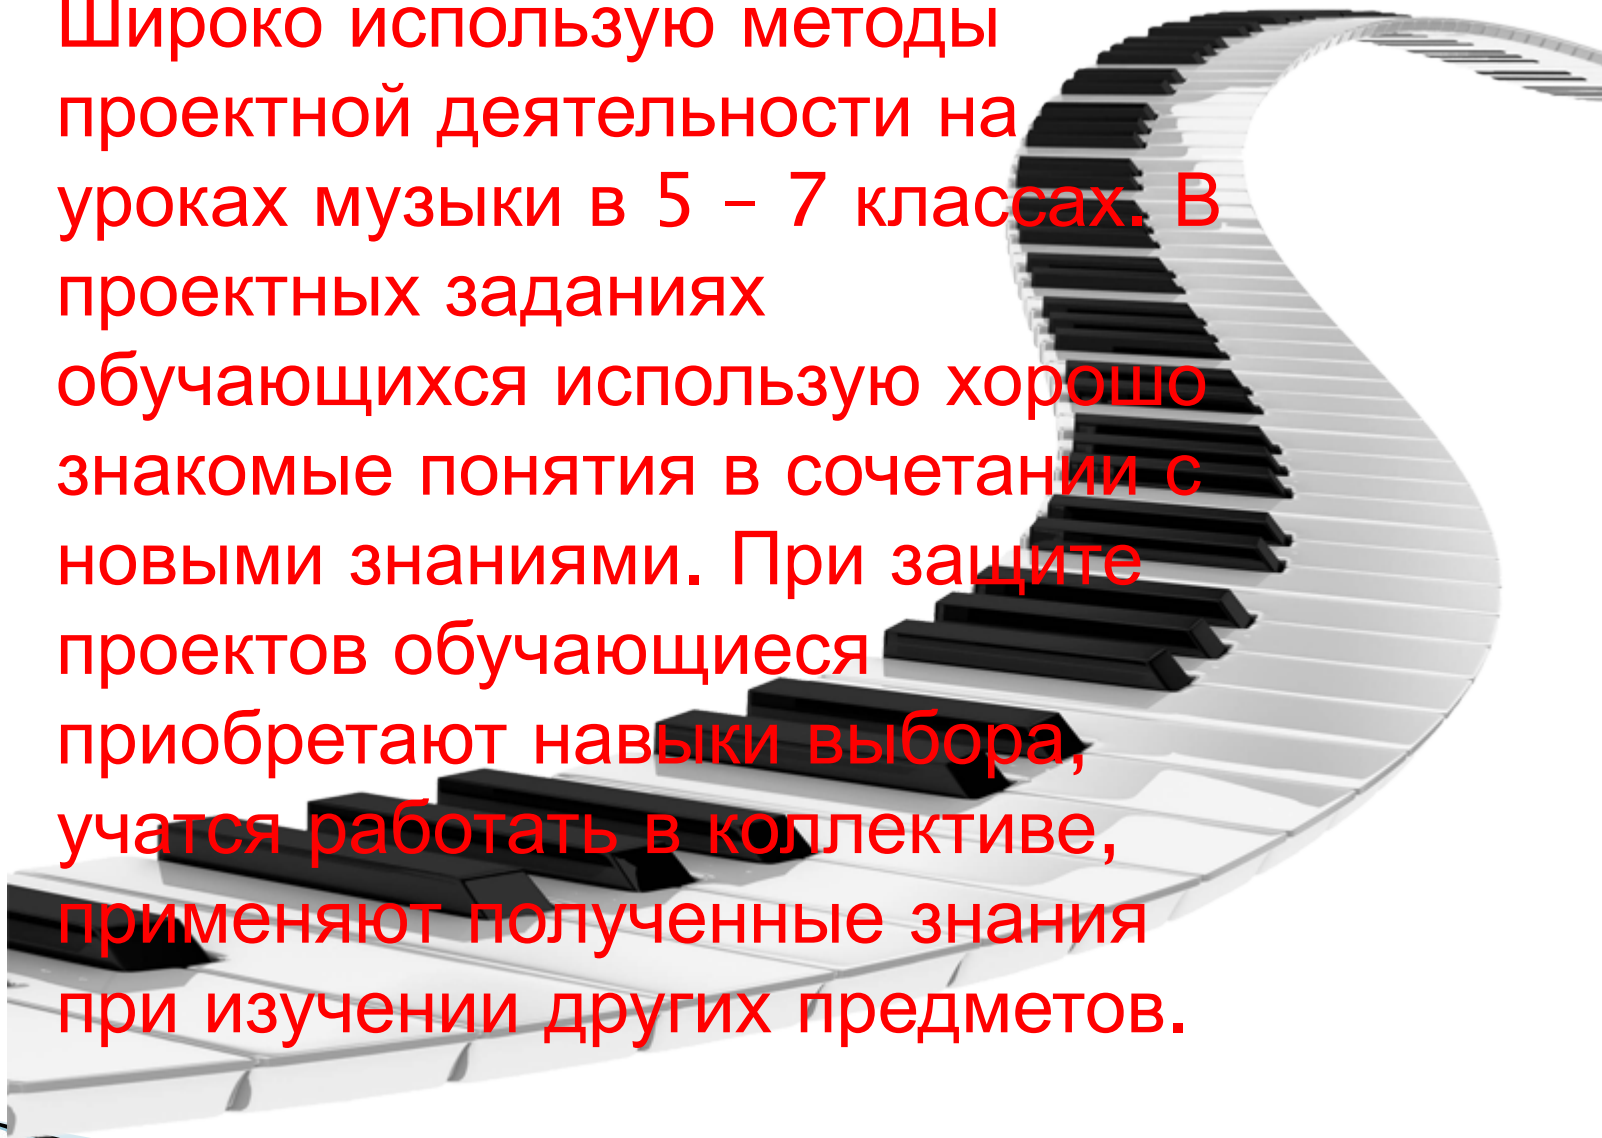 Широко использую методы
проектной деятельности на
уроках музыки в 5 – 7 классах. В
проектных заданиях
обучающихся использую хорошо
знакомые понятия в сочетании с
новыми знаниями. При защите
проектов обучающиеся
приобретают навыки выбора,
учатся работать в коллективе,
применяют полученные знания
при изучении других предметов.